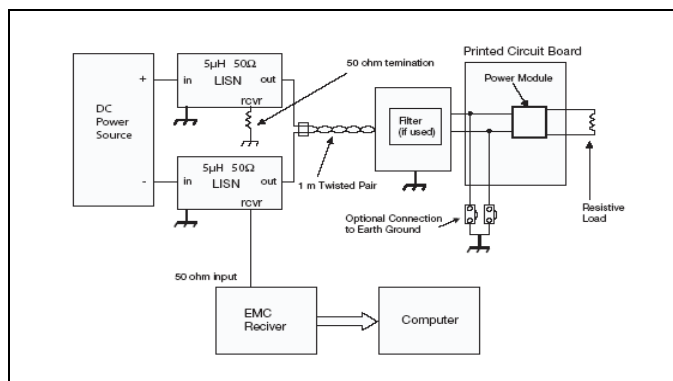 Printed Circuit Board
Power Module
50 ohm temination
5μH 50Ω
LISN
in
out
rcvr
+
DC
Power
Source
-
5μH 50Ω
LISN
in
out
rcvr
1 m Twisted Pair
Filter
(if used)
Optional Connection
to Earth Ground
Resistive
Load
50 ohm input
EMC
Reciver
Computer